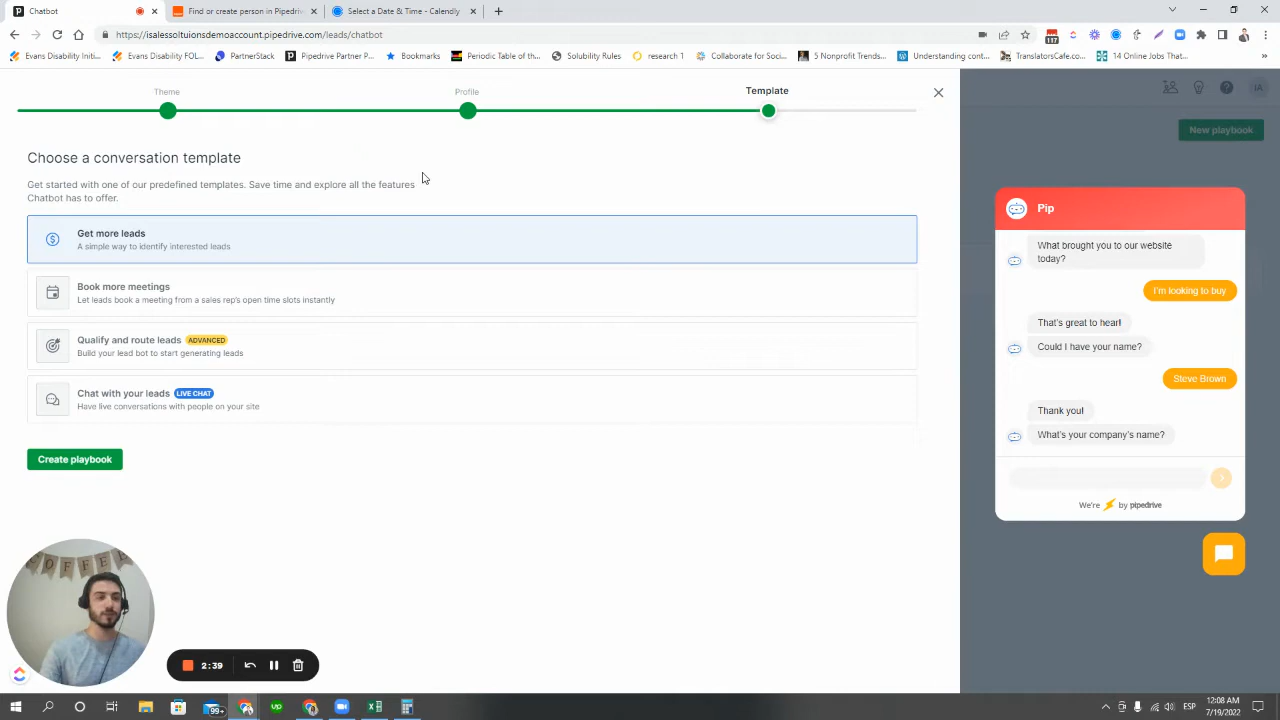 Chatbot
Find or create person in Pipedriv
Select a Date & Time - Calendly
https://isalessoltuionsdemoaccount.pipedrive.com/leads/chatbot
Evans Disability Initi...
Evans Disability FOL...
PartnerStack
Pipedrive Partner P...
Bookmarks
Periodic Table of th...
Solubility Rules
research 1
Collaborate for Soci...
5 Nonprofit Trends...
Understanding cont...
TranslatorsCafe.co...
14 Online Jobs That...
»
117
Theme
Profile
Template
IA
New playbook
Choose a conversation template
Get started with one of our predefined templates. Save time and explore all the features
Chatbot has to offer.
Get more leads
A simple way to identify interested leads
Book more meetings
Let leads book a meeting from a sales rep's open time slots instantly
Qualify and route leads ADVANCED
Build your lead bot to start generating leads
Chat with your leads LIVE CHAT
Have live conversations with people on your site
Create playbook
Pip
What brought you to our website
today?
I'm looking to buy
That's great to hear!
Could I have your name?
Steve Brown
Thank you!
What's your company's name?
We're ⚡ by pipedrive
COFFEE
2:39
99+
up
ESP
12:08 AM
7/19/2022